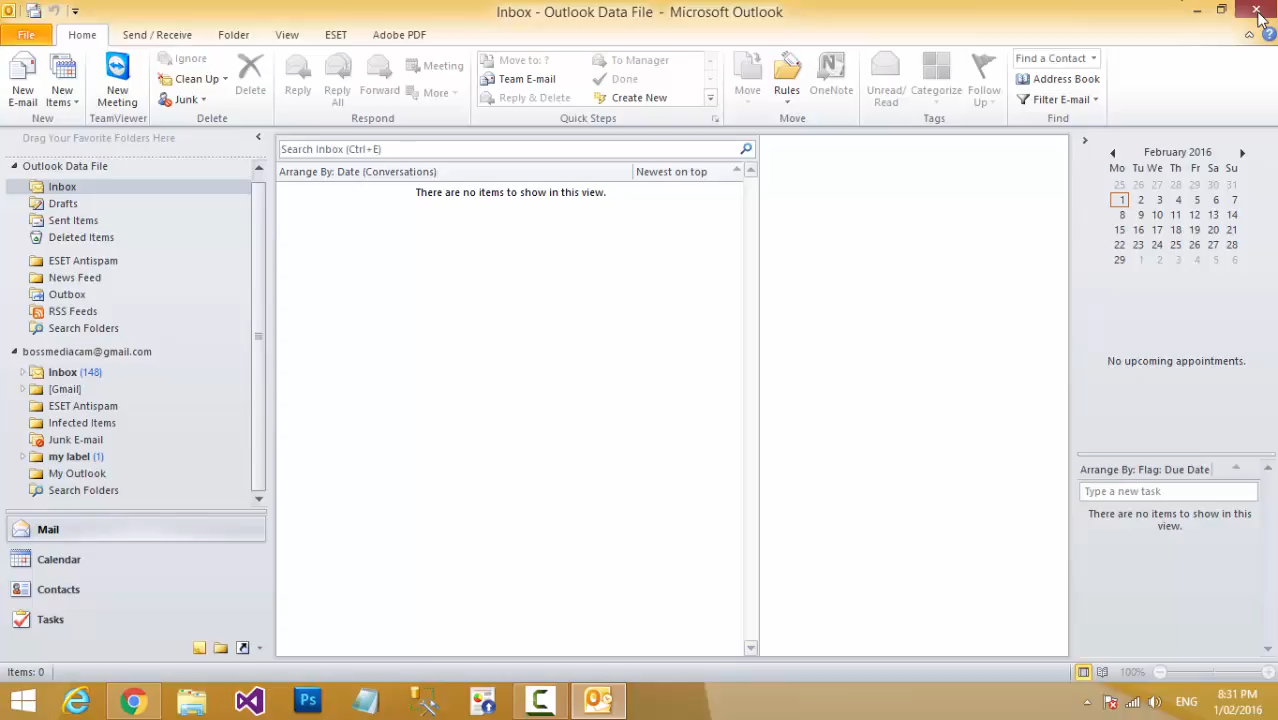 Inbox - Outlook Data File - Microsoft Outlook
File Home Send / Receive Folder View ESET Adobe PDF
New E-mail
New Items
New
New Meeting
TeamViewer
Ignore
Clean Up
Junk
Delete
Delete
Reply
Reply All
Forward
Meeting
More
Respond
Move to: ?
Team E-mail
Reply & Delete
To Manager
Done
Create New
Quick Steps
Move
Rules
OneNote
Move
Unread/ Read
Categorize
Follow Up
Tags
Find a Contact
Address Book
Filter E-mail
Find
Drag Your Favorite Folders Here
Outlook Data File
Inbox
Drafts
Sent Items
Deleted Items
ESET Antispam
News Feed
Outbox
RSS Feeds
Search Folders
bossmediacam@gmail.com
Inbox (148)
[Gmail]
ESET Antispam
Infected Items
Junk E-mail
my label (1)
My Outlook
Search Folders
Mail
Calendar
Contacts
Tasks
Search Inbox (Ctrl+E)
Arrange By: Date (Conversations) Newest on top
There are no items to show in this view.
February 2016
Mo Tu We Th Fr Sa Su
25 26 27 28 29 30 31
1 2 3 4 5 6 7
8 9 10 11 12 13 14
15 16 17 18 19 20 21
22 23 24 25 26 27 28
29 1 2 3 4 5 6
No upcoming appointments.
Arrange By: Flag: Due Date
Type a new task
There are no items to show in this view.
Items: 0
100%
Ps
ENG
8:31 PM
1/02/2016